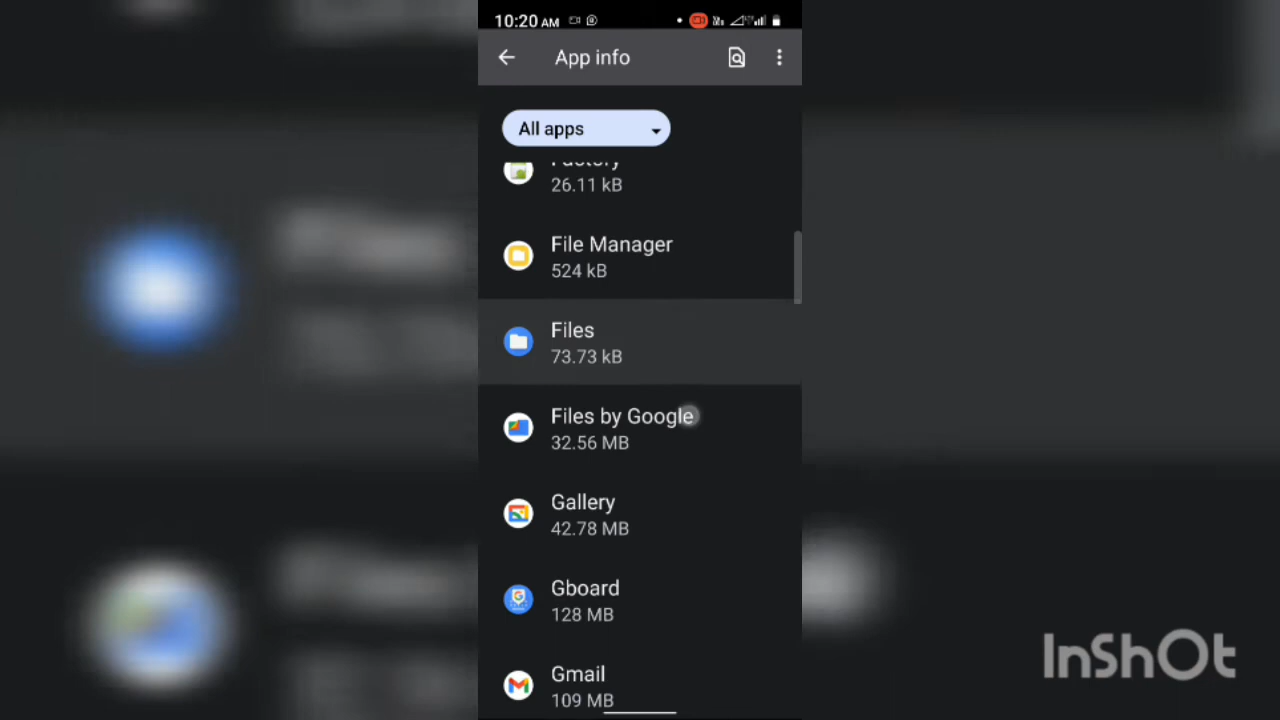 10:20 AM
App info
All apps
Factory
26.11 kB
File Manager
524 kB
Files
73.73 kB
Files by Google
32.56 MB
Gallery
42.78 MB
Gboard
128 MB
Gmail
109 MB
InShOt